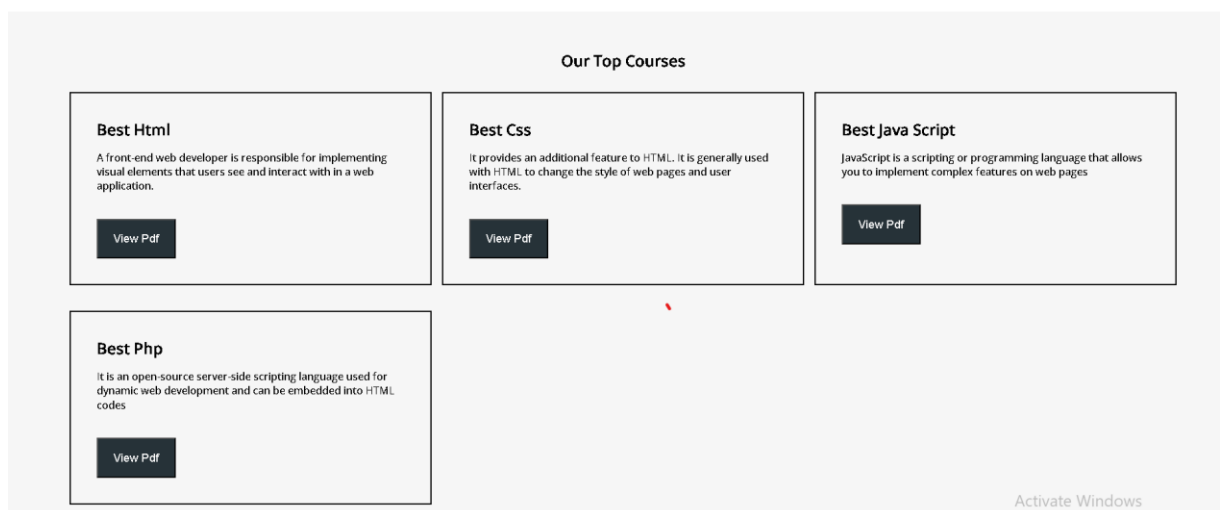 Our Top Courses
Best Html
A front-end web developer is responsible for implementing
visual elements that users see and interact with in a web
application.
View Pdf
Best Css
It provides an additional feature to HTML. It is generally used
with HTML to change the style of web pages and user
interfaces.
View Pdf
Best Java Script
JavaScript is a scripting or programming language that allows
you to implement complex features on web pages
View Pdf
Best Php
It is an open-source server-side scripting language used for
dynamic web development and can be embedded into HTML
codes
View Pdf
Activate Windows